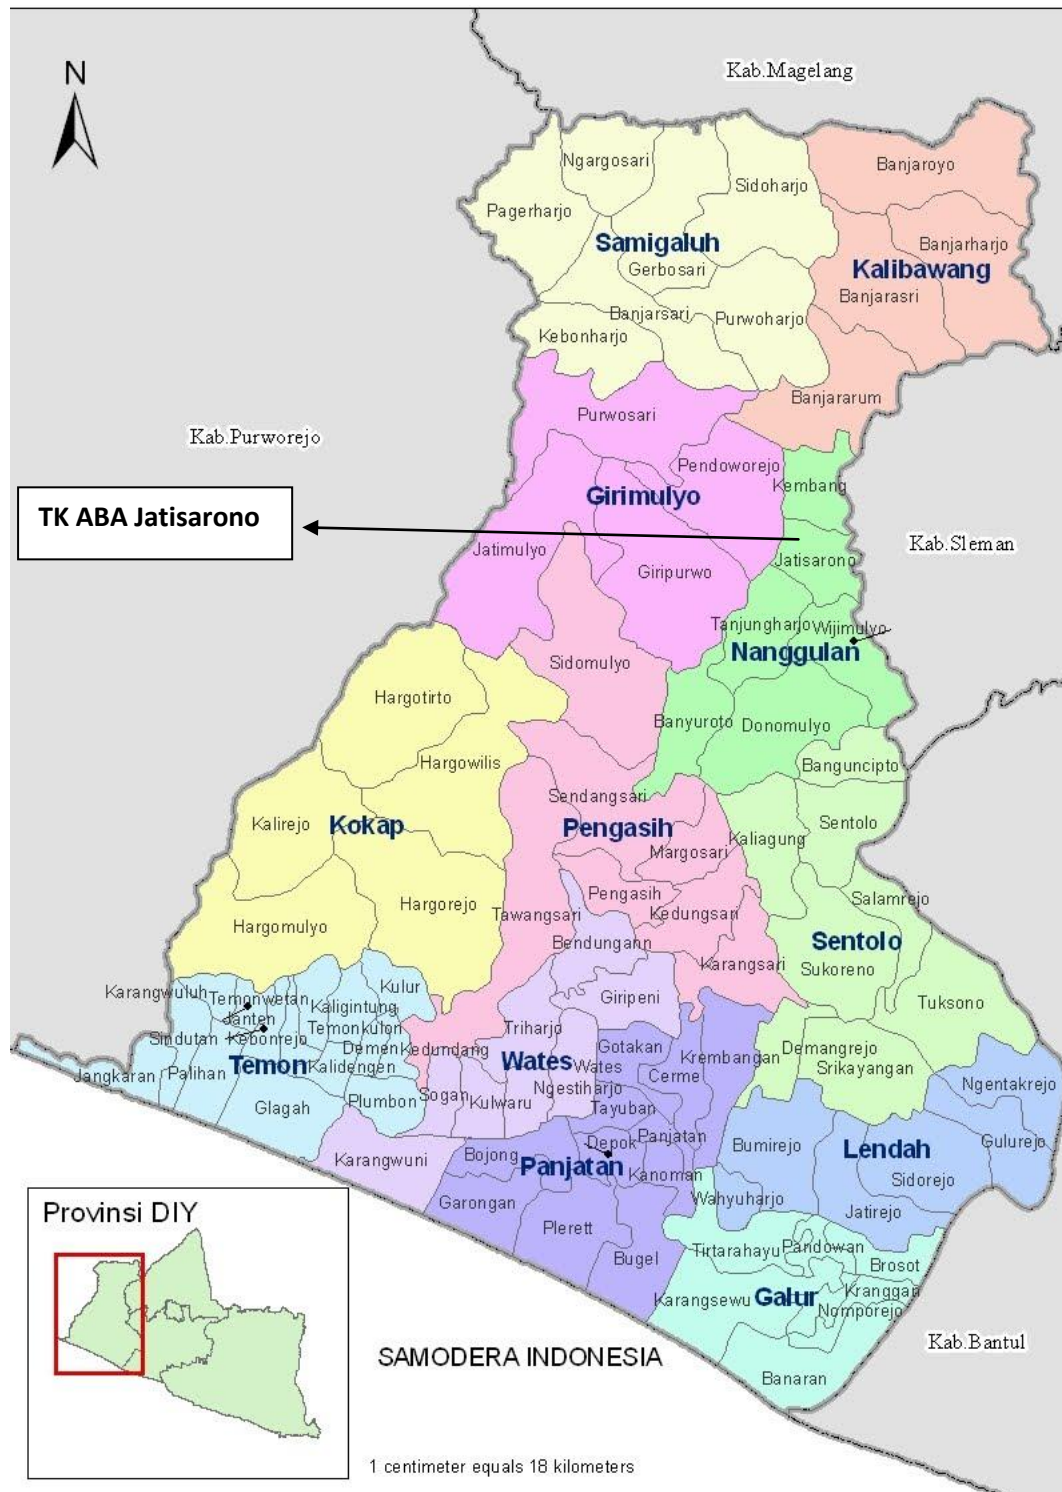 Kab.Magelang
N
Ngargosari
Banjaroyo
Sidoharjo
Pagerharjo
Samigaluh
Banjarharjo
Gerbosari
Kalibawang
Banjarasri
Banjarsari
Purwoharjo
Kebonharjo
Banjararum
Purwosari
Kab.Purworejo
Pendoworejo
Kembang
Girimulyo
TK ABA Jatisarono
Kab.Sleman
Jatimulyo
Jatisarono
Giripurwo
Tanjungharjo
Wijimulyo
Nanggulan
Sidomulyo
Hargotirto
Banyuroto
Donomulyo
Hargowilis
Banguncipto
Sendangsari
Kalirejo
Kokap
Pengasih
Sentolo
Kaliagung
Margosari
Pengasih
Salamrejo
Hargorejo
Tawangsari
Kedungsari
Hargomulyo
Bendungann
Sentolo
Karangsari
Sukoreno
Kulur
Karangwuluh
Temonwetan
Kaligintung
Giripeni
Tuksono
Janten
Temonkulon
Triharjo
Sindutan
Kebonrejo
Demen
Kedundang
Gotakan
Demangrejo
Krembangan
Temon
Kalidengen
Wates
Wates
Srikayangan
Jangkaran
Palihan
Cerme
Ngentakrejo
Glagah
Plumbon
Sogan
Kulwaru
Ngestiharjo
Tayuban
Depok
Panjatan
Bumirejo
Lendah
Gulurejo
Karangwuni
Bojong
Panjatan
Kanoman
Sidorejo
Garongan
Wahyuharjo
Jatirejo
Plerett
Bugel
Tirtarahayu
Pandowan
Brosot
Provinsi DIY
Karangsewu
Galur
Kranggan
Nomporejo
Kab.Bantul
SAMODERA INDONESIA
Banaran
1 centimeter equals 18 kilometers